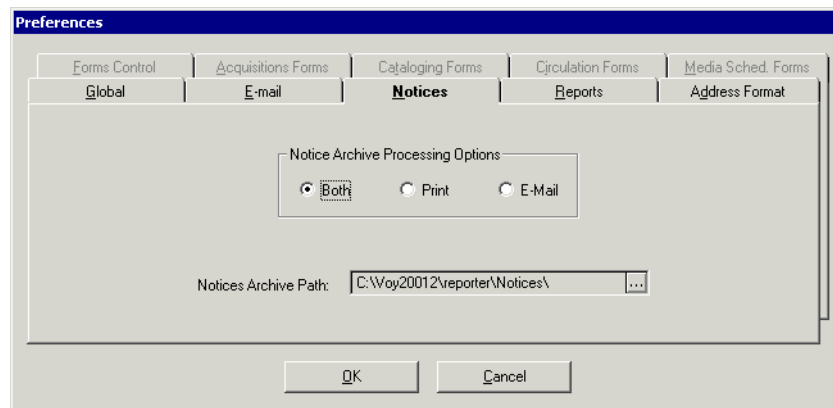 Preferences
Forms Control Acquisitions Forms Cataloging Forms Circulation Forms Media Sched. Forms
Global E-mail Notices Reports Address Format
Notice Archive Processing Options
Both Print E-Mail
Notices Archive Path: C:\Voy20012\reporter\Notices\ ...
OK Cancel